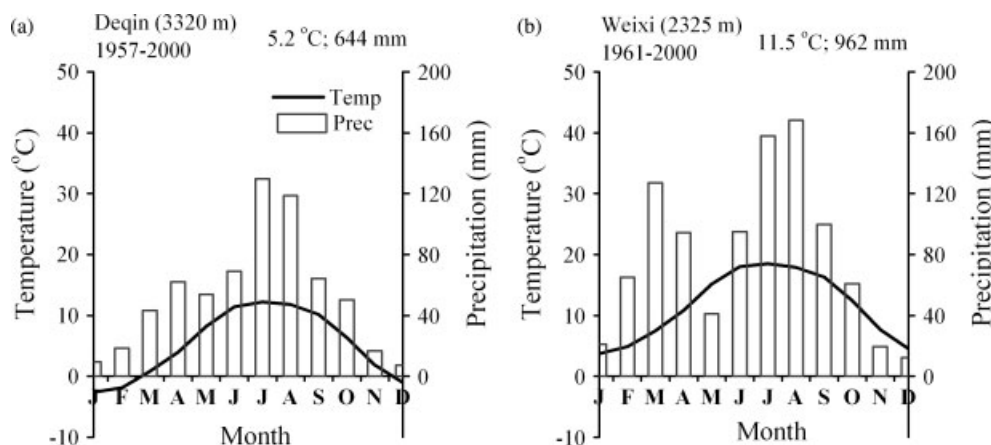 (a)
Deqin (3320 m)
1957-2000
5.2 °C; 644 mm
50
40
30
20
10
0
-10
Temperature (°C)
200
160
120
80
40
0
Precipitation (mm)
Temp
Prec
J F M A M J J A S O N D
Month
(b)
Weixi (2325 m)
1961-2000
11.5 °C; 962 mm
50
40
30
20
10
0
-10
Temperature (°C)
200
160
120
80
40
0
Precipitation (mm)
J F M A M J J A S O N D
Month